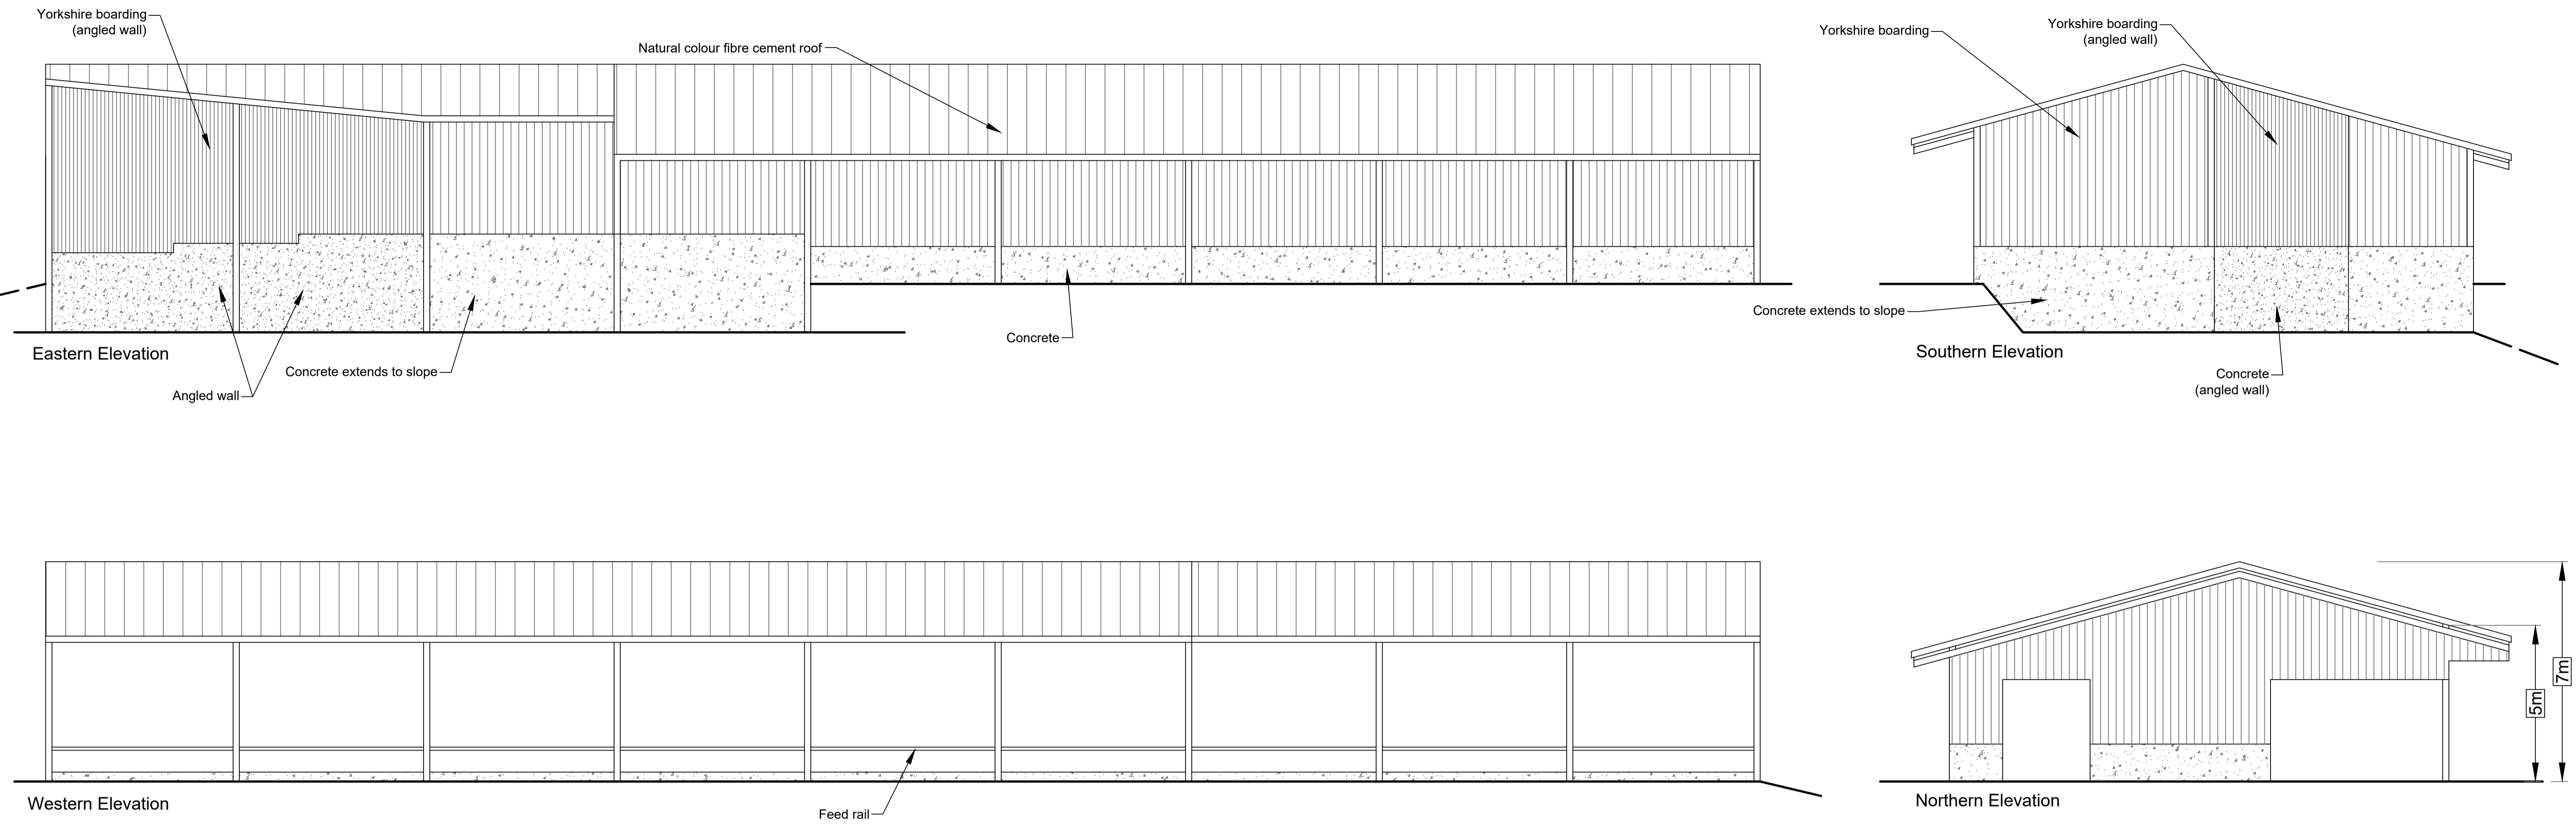 Yorkshire boarding
(angled wall)
Natural colour fibre cement roof
Concrete
Eastern Elevation
Concrete extends to slope
Angled wall
Yorkshire boarding
Yorkshire boarding
(angled wall)
Concrete extends to slope
Southern Elevation
Concrete
(angled wall)
Western Elevation
Feed rail
Northern Elevation
5m
7m